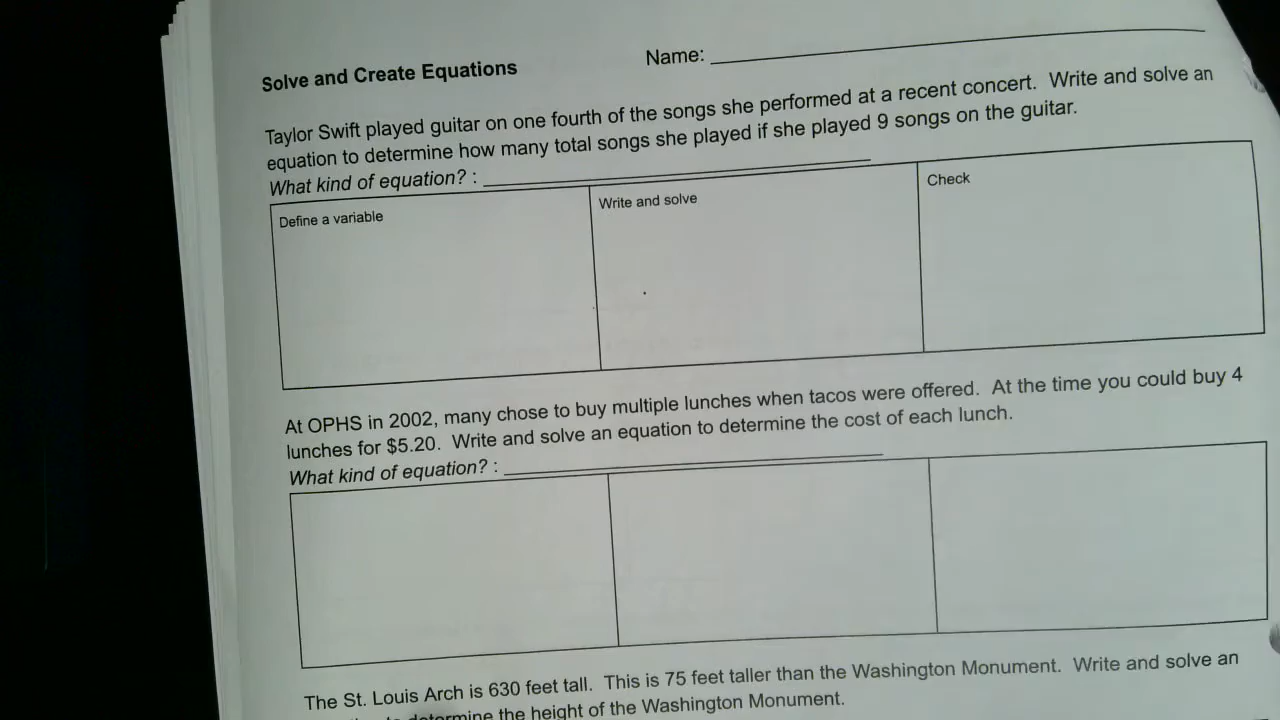 Solve and Create Equations
Name:
Taylor Swift played guitar on one fourth of the songs she performed at a recent concert. Write and solve an
equation to determine how many total songs she played if she played 9 songs on the guitar.
What kind of equation? :
Define a variable
Write and solve
Check
At OPHS in 2002, many chose to buy multiple lunches when tacos were offered. At the time you could buy 4
lunches for $5.20. Write and solve an equation to determine the cost of each lunch.
What kind of equation? :
The St. Louis Arch is 630 feet tall. This is 75 feet taller than the Washington Monument. Write and solve an
determine the height of the Washington Monument.